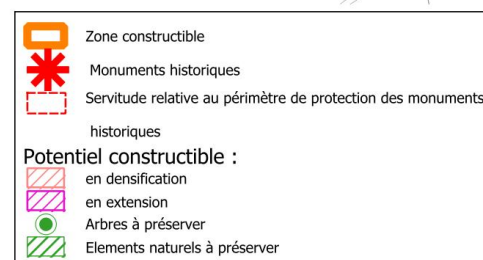 Zone constructible
Monuments historiques
Servitude relative au périmètre de protection des monuments
historiques
Potentiel constructible :
en densification
en extension
Arbres à préserver
Elements naturels à préserver